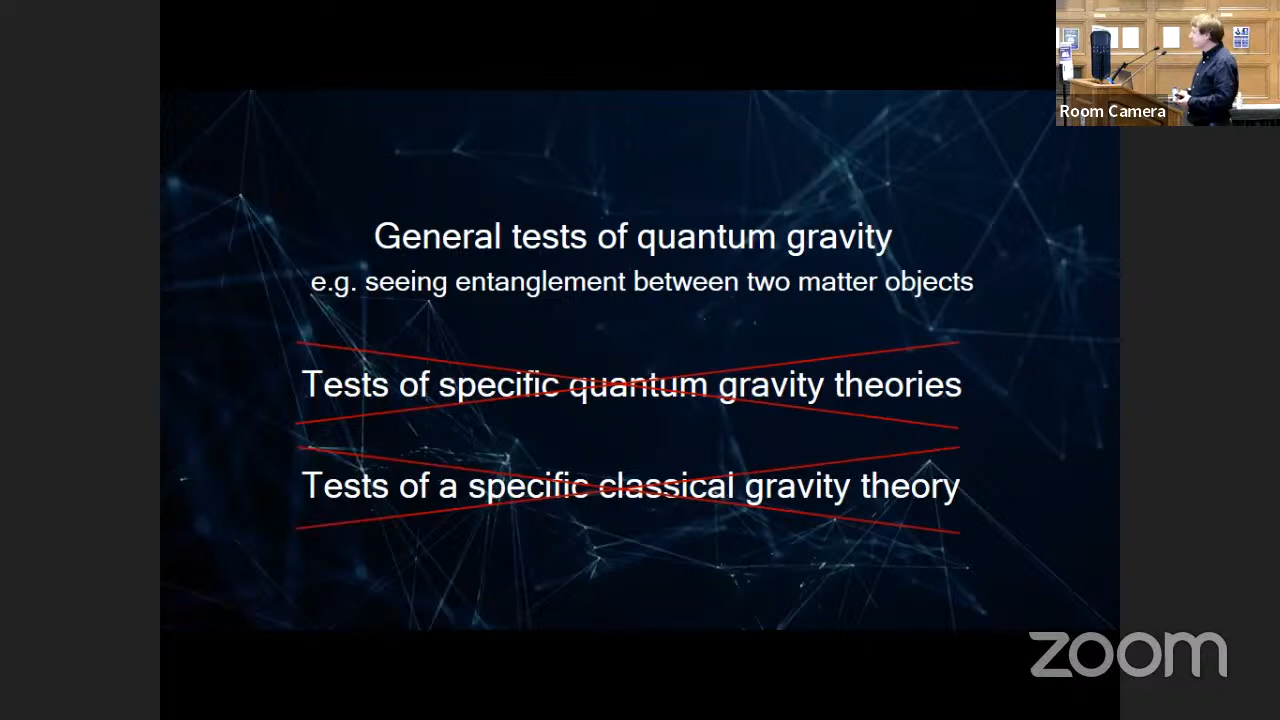 Room Camera
General tests of quantum gravity
e.g. seeing entanglement between two matter objects
Tests of specific quantum gravity theories
Tests of a specific classical gravity theory
zoom